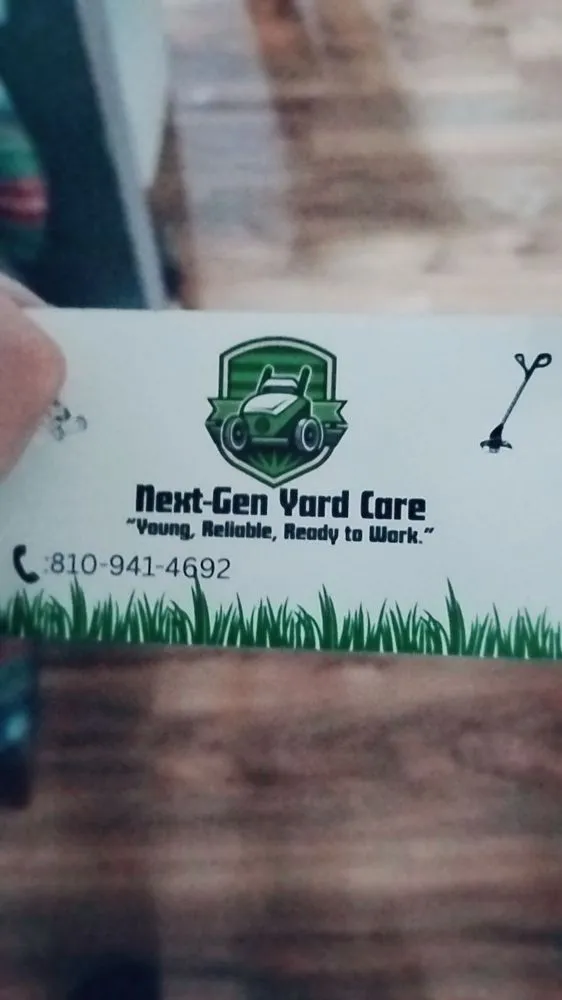 Next-Gen Yard Care
"Young, Reliable, Ready to Work."
:810-941-4692